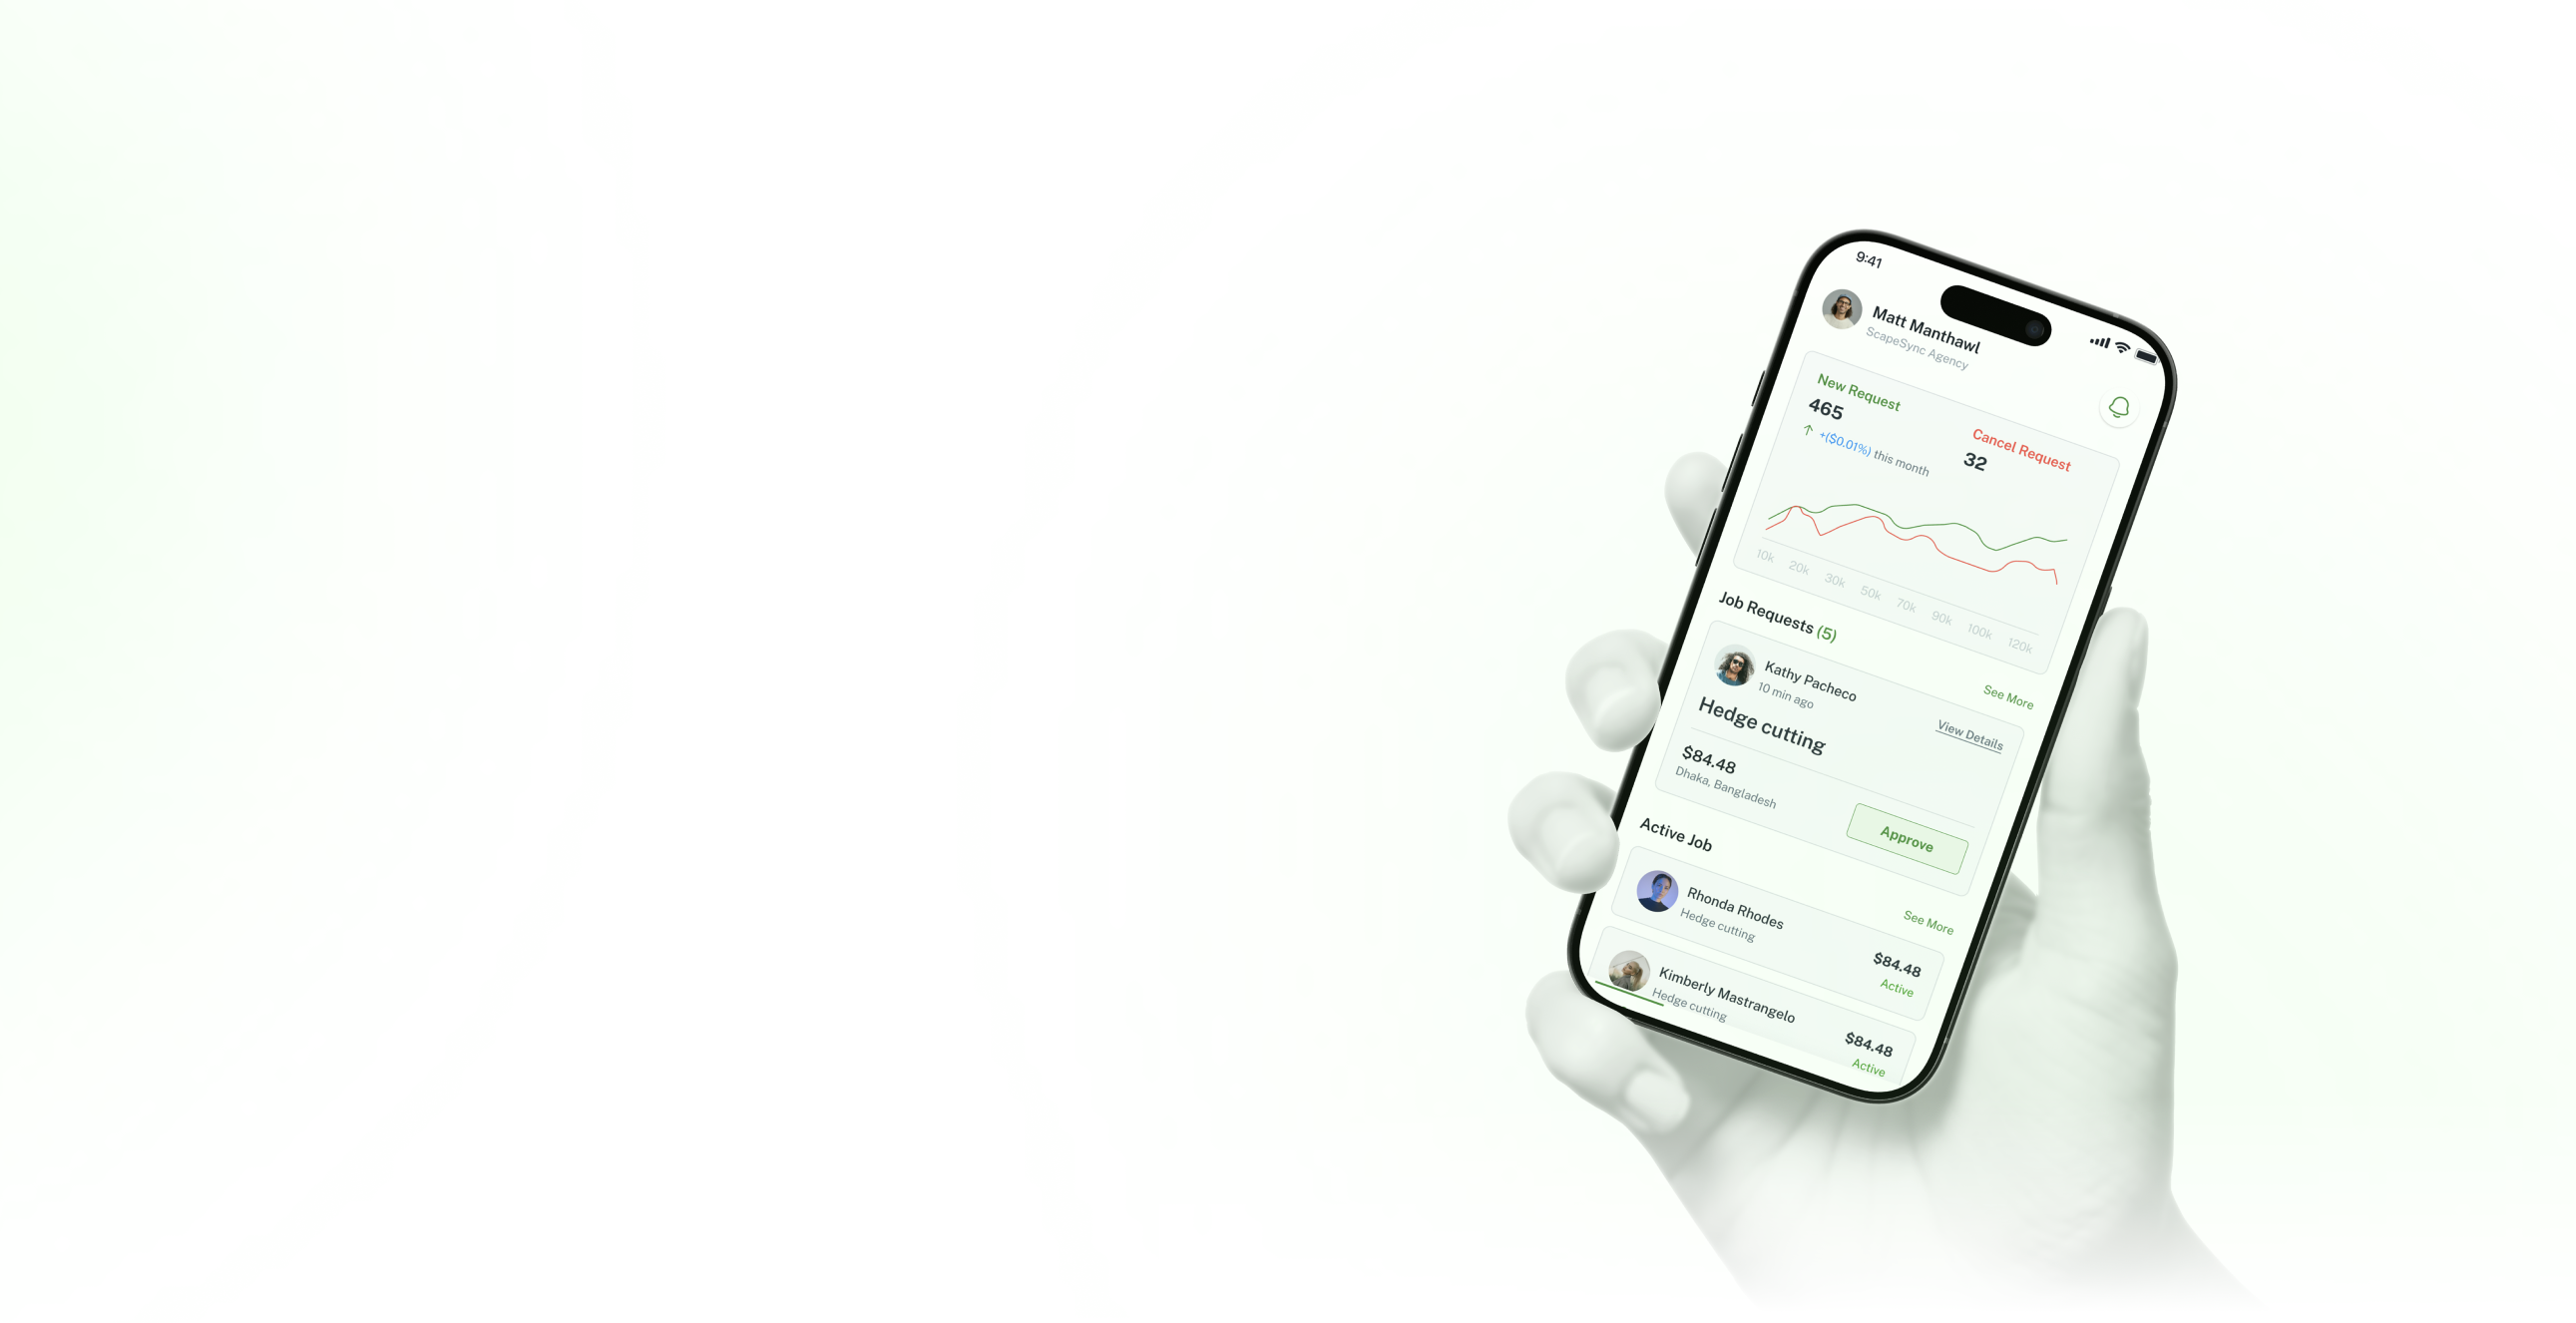 9:41
Matt Manthawl
ScapeSync Agency
New Request
465
+($0.01%) this month
Cancel Request
32
10k 20k 30k 50k 70k 90k 100k 120k
Job Requests (5)
See More
Kathy Pacheco
10 min ago
View Details
Hedge cutting
$84.48
Dhaka, Bangladesh
Approve
Active Job
See More
Rhonda Rhodes
Hedge cutting
$84.48
Active
Kimberly Mastrangelo
Hedge cutting
$84.48
Active